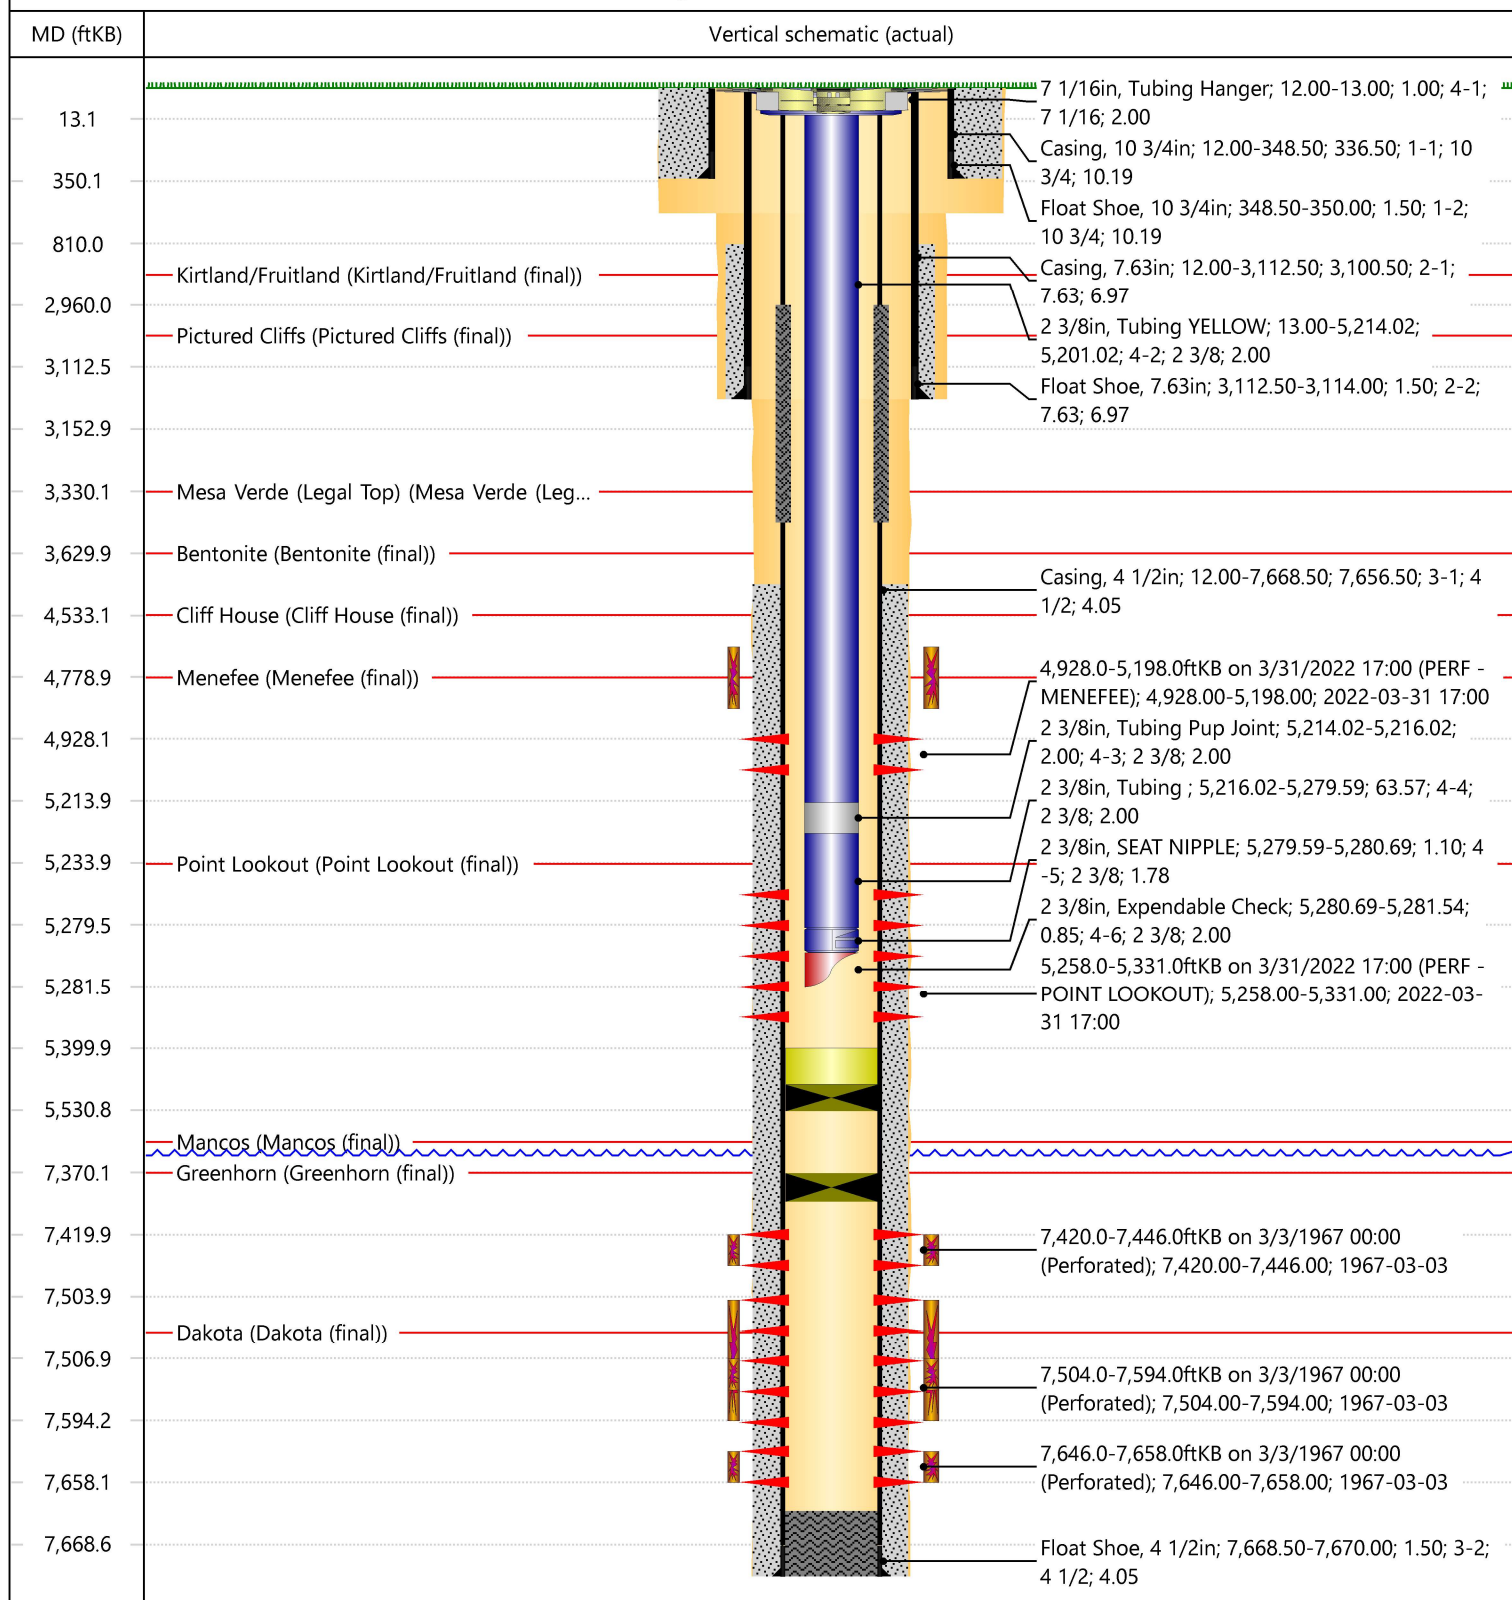 MD (ftKB)
Vertical schematic (actual)
7 1/16in, Tubing Hanger; 12.00-13.00; 1.00; 4-1;
7 1/16; 2.00
13.1
Casing, 10 3/4in; 12.00-348.50; 336.50; 1-1; 10
3/4; 10.19
350.1
Float Shoe, 10 3/4in; 348.50-350.00; 1.50; 1-2;
10 3/4; 10.19
810.0
Casing, 7.63in; 12.00-3,112.50; 3,100.50; 2-1;
7.63; 6.97
Kirtland/Fruitland (Kirtland/Fruitland (final))
2,960.0
2 3/8in, Tubing YELLOW; 13.00-5,214.02;
5,201.02; 4-2; 2 3/8; 2.00
Pictured Cliffs (Pictured Cliffs (final))
3,112.5
Float Shoe, 7.63in; 3,112.50-3,114.00; 1.50; 2-2;
7.63; 6.97
3,152.9
3,330.1
Mesa Verde (Legal Top) (Mesa Verde (Leg...
3,629.9
Bentonite (Bentonite (final))
Casing, 4 1/2in; 12.00-7,668.50; 7,656.50; 3-1; 4
1/2; 4.05
4,533.1
Cliff House (Cliff House (final))
4,778.9
Menefee (Menefee (final))
4,928.0-5,198.0ftKB on 3/31/2022 17:00 (PERF -
MENEFEE); 4,928.00-5,198.00; 2022-03-31 17:00
4,928.1
2 3/8in, Tubing Pup Joint; 5,214.02-5,216.02;
2.00; 4-3; 2 3/8; 2.00
5,213.9
2 3/8in, Tubing ; 5,216.02-5,279.59; 63.57; 4-4;
2 3/8; 2.00
5,233.9
Point Lookout (Point Lookout (final))
2 3/8in, SEAT NIPPLE; 5,279.59-5,280.69; 1.10; 4
-5; 2 3/8; 1.78
5,279.5
2 3/8in, Expendable Check; 5,280.69-5,281.54;
0.85; 4-6; 2 3/8; 2.00
5,281.5
5,258.0-5,331.0ftKB on 3/31/2022 17:00 (PERF -
POINT LOOKOUT); 5,258.00-5,331.00; 2022-03-
31 17:00
5,399.9
5,530.8
Mancos (Mancos (final))
7,370.1
Greenhorn (Greenhorn (final))
7,419.9
7,420.0-7,446.0ftKB on 3/3/1967 00:00
(Perforated); 7,420.00-7,446.00; 1967-03-03
7,503.9
Dakota (Dakota (final))
7,506.9
7,504.0-7,594.0ftKB on 3/3/1967 00:00
(Perforated); 7,504.00-7,594.00; 1967-03-03
7,594.2
7,646.0-7,658.0ftKB on 3/3/1967 00:00
(Perforated); 7,646.00-7,658.00; 1967-03-03
7,658.1
7,668.6
Float Shoe, 4 1/2in; 7,668.50-7,670.00; 1.50; 3-2;
4 1/2; 4.05